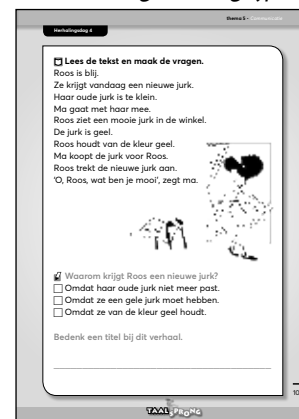 thema 5 - Communicatie
Herhalingsdag 4
Lees de tekst en maak de vragen.
Roos is blij.
Ze krijgt vandaag een nieuwe jurk.
Haar oude jurk is te klein.
Ma gaat met haar mee.
Roos ziet een mooie jurk in de winkel.
De jurk is geel.
Roos houdt van de kleur geel.
Ma koopt de jurk voor Roos.
Roos trekt de nieuwe jurk aan.
'O, Roos, wat ben je mooi', zegt ma.
Waarom krijgt Roos een nieuwe jurk?
Omdat haar oude jurk niet meer past.
Omdat ze een gele jurk moet hebben.
Omdat ze van de kleur geel houdt.
Bedenk een titel bij dit verhaal.
TAALSPRONG